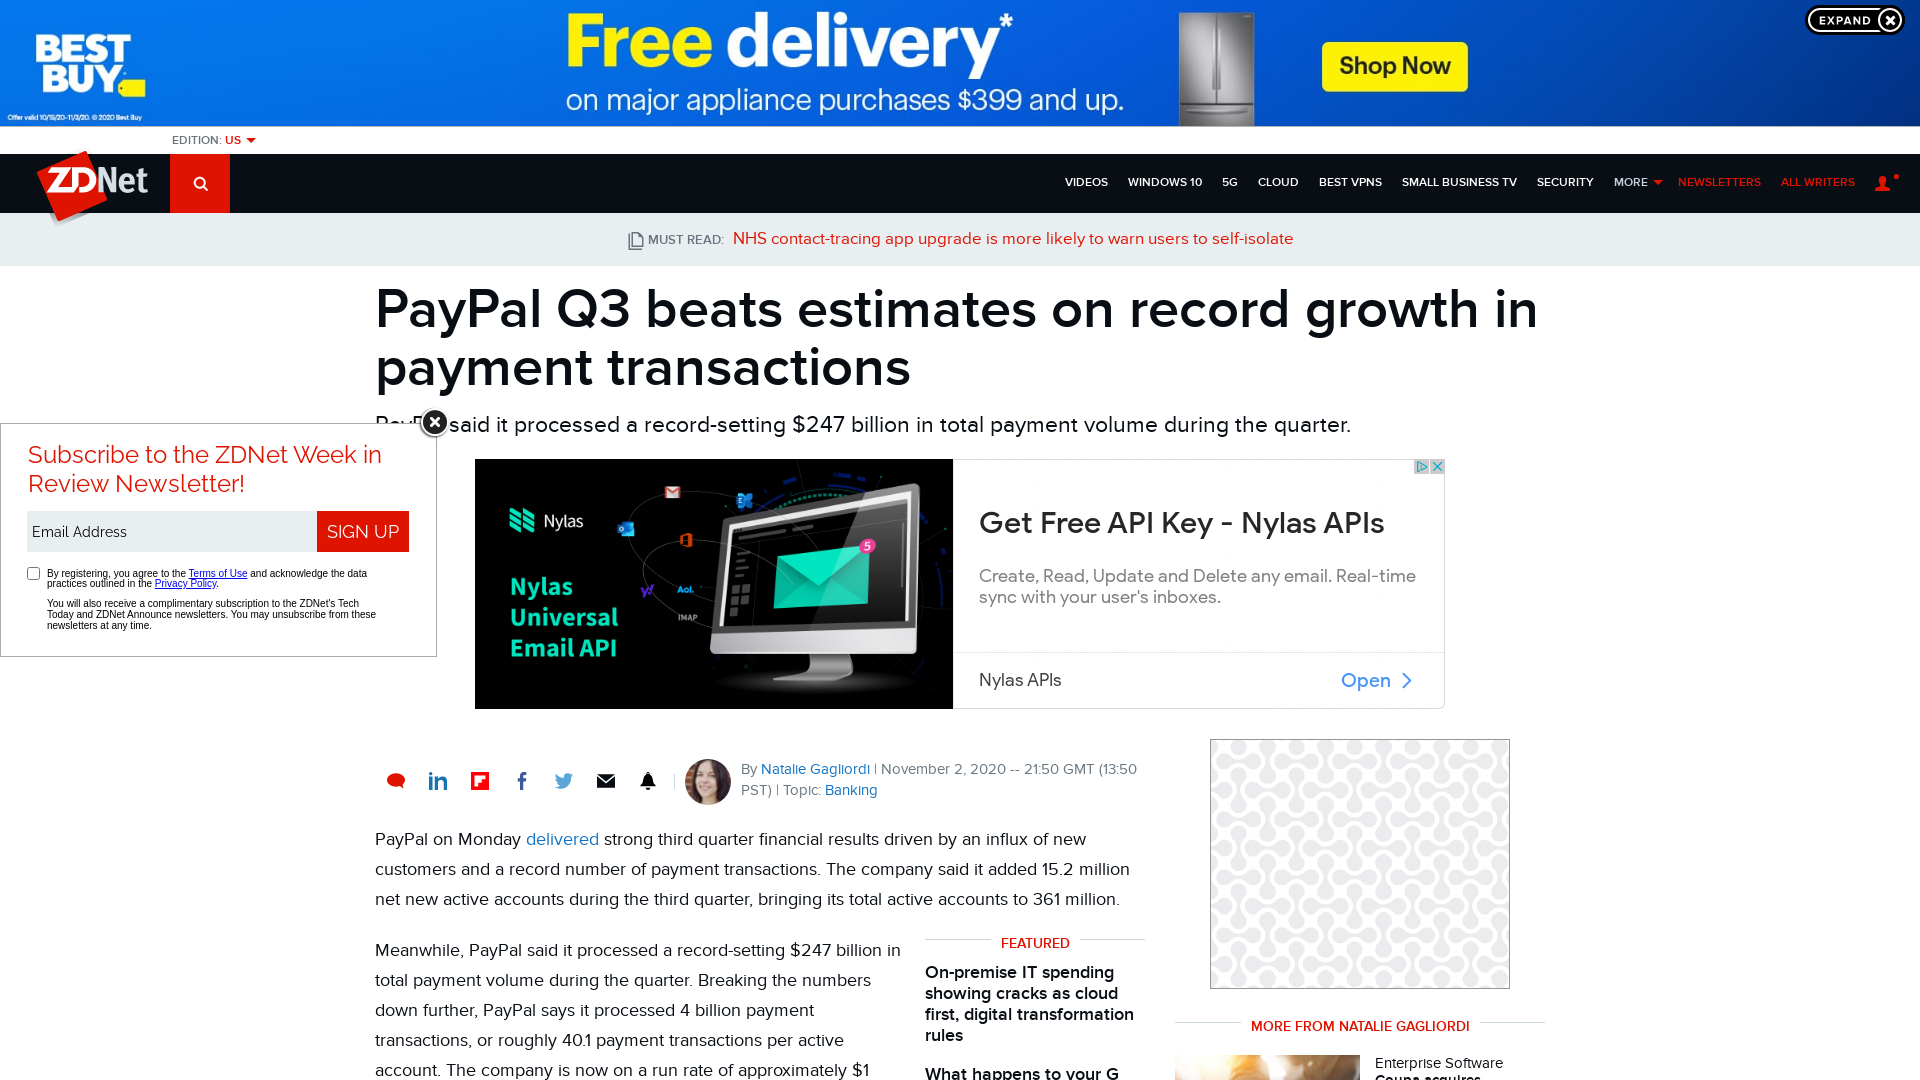 BEST
BUY
Free delivery*
on major appliance purchases $399 and up.
Shop Now
EXPAND
Offer valid 10/15/20-11/3/20. © 2020 Best Buy
EDITION: US
ZDNet
VIDEOS WINDOWS 10 5G CLOUD BEST VPNS SMALL BUSINESS TV SECURITY MORE NEWSLETTERS ALL WRITERS
MUST READ: NHS contact-tracing app upgrade is more likely to warn users to self-isolate
PayPal Q3 beats estimates on record growth in
payment transactions
PayPal said it processed a record-setting $247 billion in total payment volume during the quarter.
Subscribe to the ZDNet Week in
Review Newsletter!
Email Address
SIGN UP
By registering, you agree to the Terms of Use and acknowledge the data
practices outlined in the Privacy Policy.
You will also receive a complimentary subscription to the ZDNet's Tech
Today and ZDNet Announce newsletters. You may unsubscribe from these
newsletters at any time.
Nylas
Nylas
Universal
Email API
5
Aol.
IMAP
Get Free API Key - Nylas APIs
Create, Read, Update and Delete any email. Real-time
sync with your user's inboxes.
Nylas APIs
Open
By Natalie Gagliordi | November 2, 2020 -- 21:50 GMT (13:50
PST) | Topic: Banking
PayPal on Monday delivered strong third quarter financial results driven by an influx of new
customers and a record number of payment transactions. The company said it added 15.2 million
net new active accounts during the third quarter, bringing its total active accounts to 361 million.
Meanwhile, PayPal said it processed a record-setting $247 billion in
total payment volume during the quarter. Breaking the numbers
down further, PayPal says it processed 4 billion payment
transactions, or roughly 40.1 payment transactions per active
account. The company is now on a run rate of approximately $1
FEATURED
On-premise IT spending
showing cracks as cloud
first, digital transformation
rules
What happens to your G
MORE FROM NATALIE GAGLIORDI
Enterprise Software
Coupa acquires